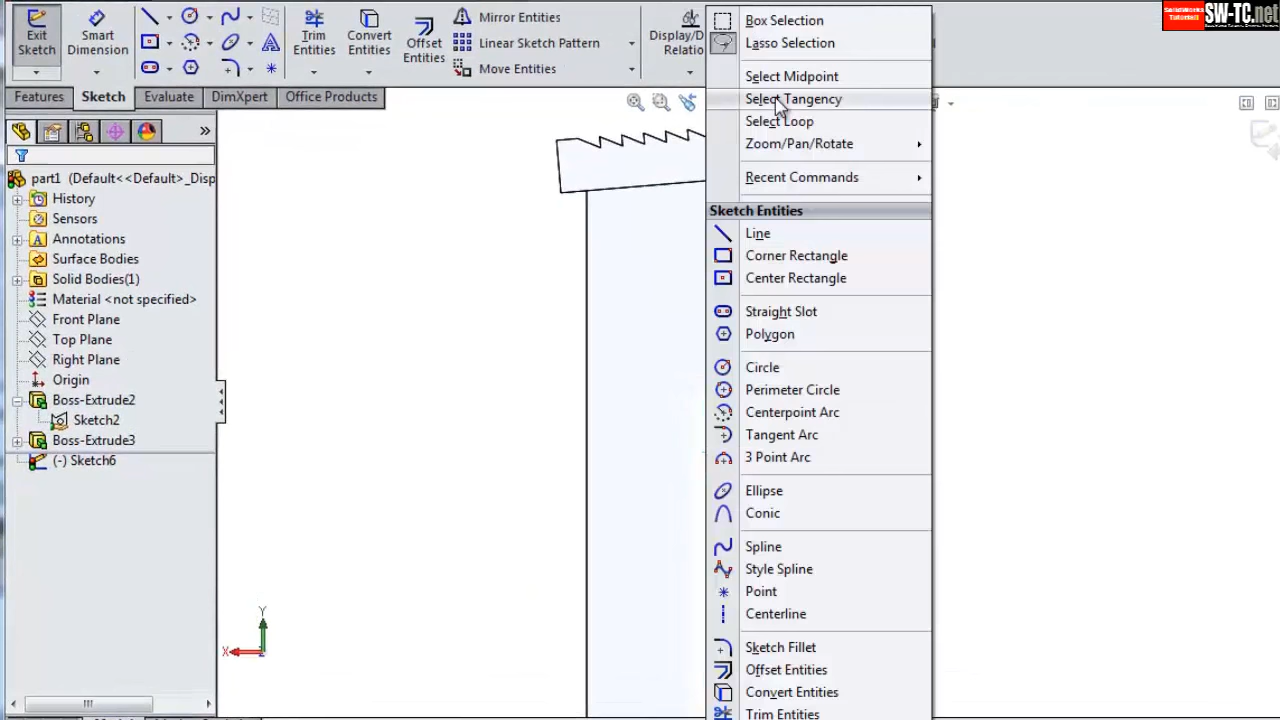 SolidWorks
Tutorial!
SW-TC.net
Exit
Sketch
Smart
Dimension
Trim
Entities
Convert
Entities
Offset
Entities
Mirror Entities
Linear Sketch Pattern
Move Entities
Display/D
Relatio
Features
Sketch
Evaluate
DimXpert
Office Products
part1 (Default<<Default>_Disp
History
Sensors
Annotations
Surface Bodies
Solid Bodies(1)
Material <not specified>
Front Plane
Top Plane
Right Plane
Origin
Boss-Extrude2
Sketch2
Boss-Extrude3
(-) Sketch6
Box Selection
Lasso Selection
Select Midpoint
Select Tangency
Select Loop
Zoom/Pan/Rotate
Recent Commands
Sketch Entities
Line
Corner Rectangle
Center Rectangle
Straight Slot
Polygon
Circle
Perimeter Circle
Centerpoint Arc
Tangent Arc
3 Point Arc
Ellipse
Conic
Spline
Style Spline
Point
Centerline
Sketch Fillet
Offset Entities
Convert Entities
Trim Entities
Y
X